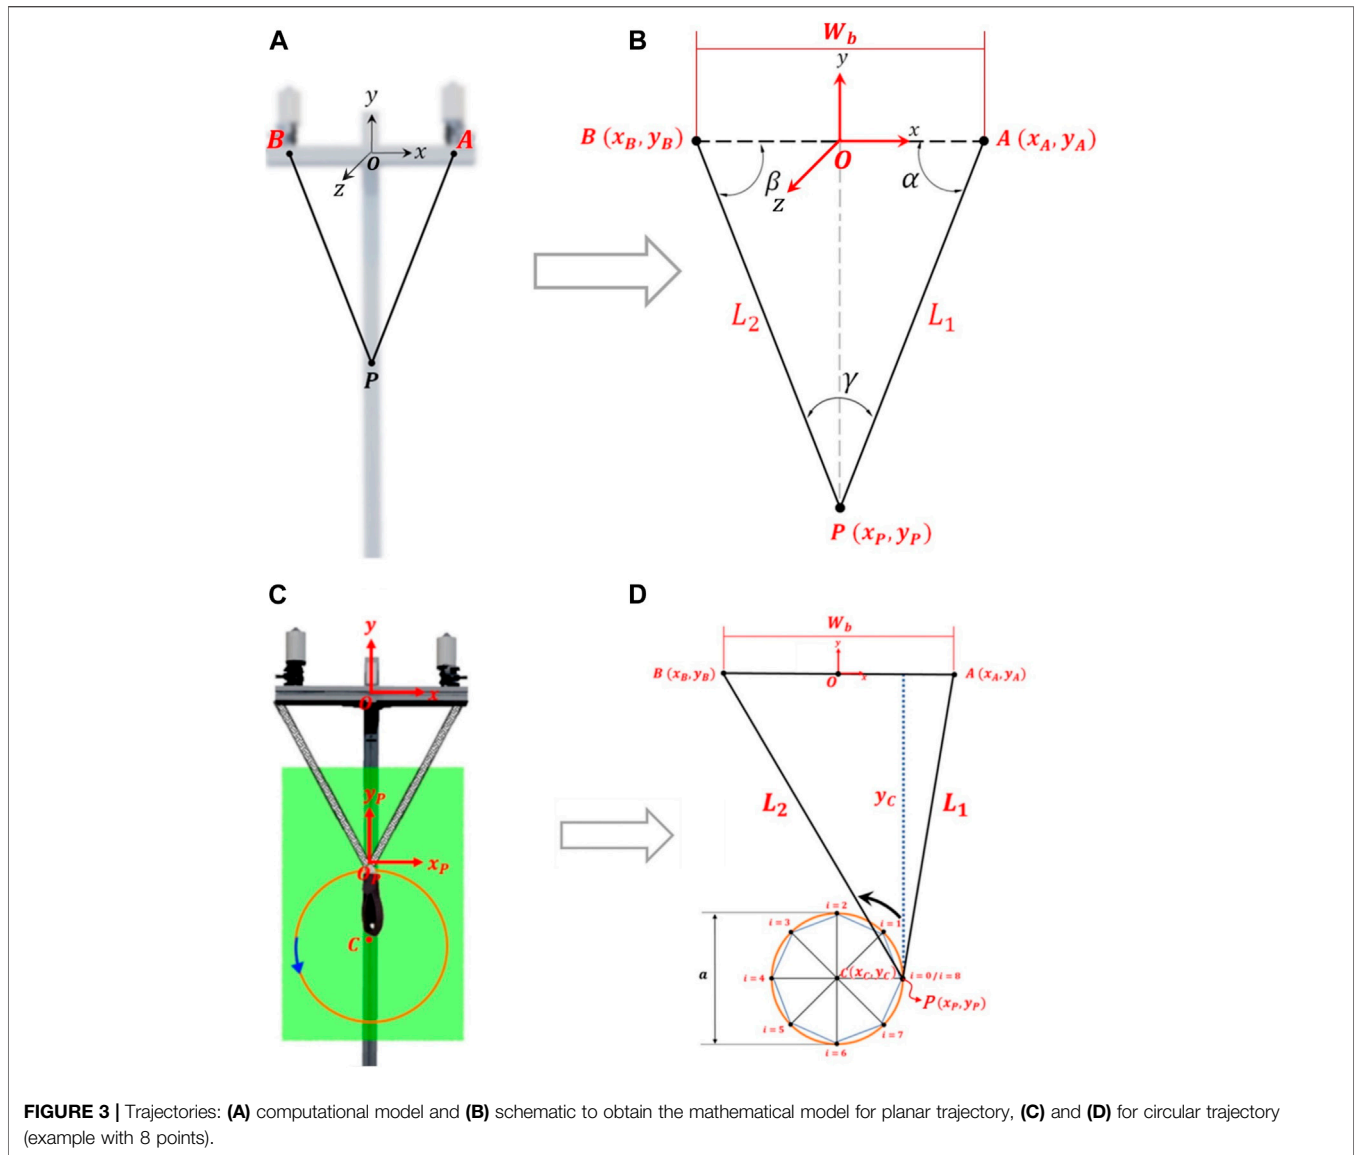 A
y
B
A
O
x
z
P
B
W_b
y
B (x_B, y_B)
x
A (x_A, y_A)
O
β
z
α
L_2
L_1
γ
P (x_P, y_P)
C
y
O
x
y_P
O_P
x_P
C
D
W_b
y
B (x_B, y_B)
O
x
A (x_A, y_A)
L_2
y_C
L_1
i = 2
i = 3
i = 1
a
i = 4
C(x_C, y_C)
i = 0 / i = 8
P (x_P, y_P)
i = 5
i = 7
i = 6
FIGURE 3 | Trajectories: (A) computational model and (B) schematic to obtain the mathematical model for planar trajectory, (C) and (D) for circular trajectory
(example with 8 points).